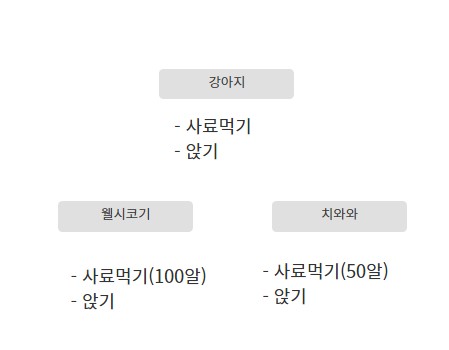 강아지
- 사료먹기
- 앉기
웰시코기
치와와
- 사료먹기(100알)
- 앉기
- 사료먹기(50알)
- 앉기